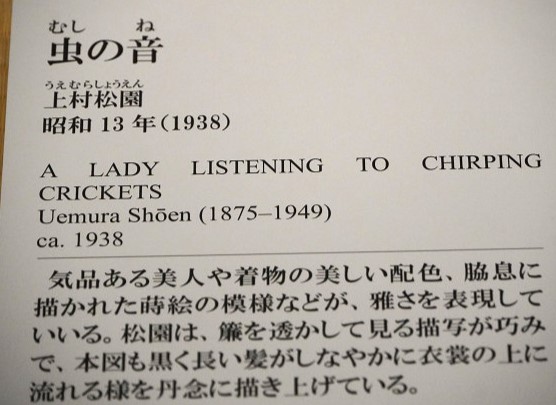 むし ね
虫の音
うえむらしょうえん
上村松園
昭和 13 年（1938）
A LADY LISTENING TO CHIRPING
CRICKETS
Uemura Shōen (1875–1949)
ca. 1938
気品ある美人や着物の美しい配色、脇息に
描かれた蒔絵の模様などが、雅さを表現して
いいる。松園は、簾を透かして見る描写が巧み
で、本図も黒く長い髪がしなやかに衣裳の上に
流れる様を丹念に描き上げている。